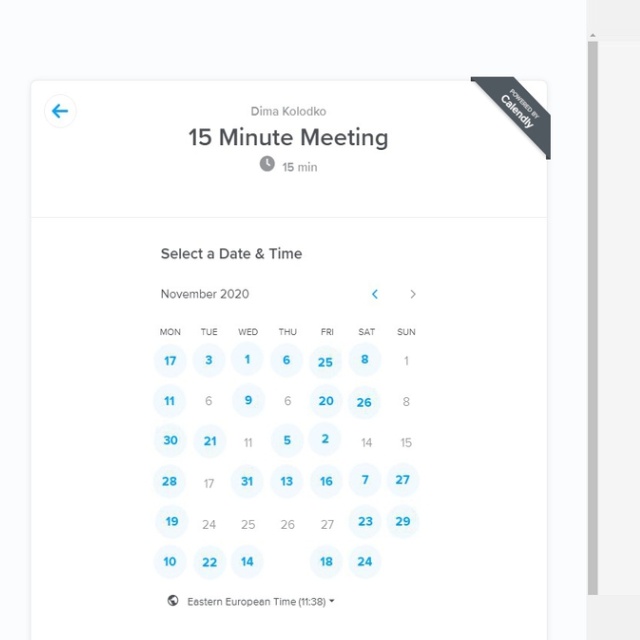 POWERED BY
Calendly
Dima Kolodko
15 Minute Meeting
15 min
Select a Date & Time
November 2020
MON TUE WED THU FRI SAT SUN
17 3 1 6 25 8 1
11 6 9 6 20 26 8
30 21 11 5 2 14 15
28 17 31 13 16 7 27
19 24 25 26 27 23 29
10 22 14 18 24
Eastern European Time (11:38)